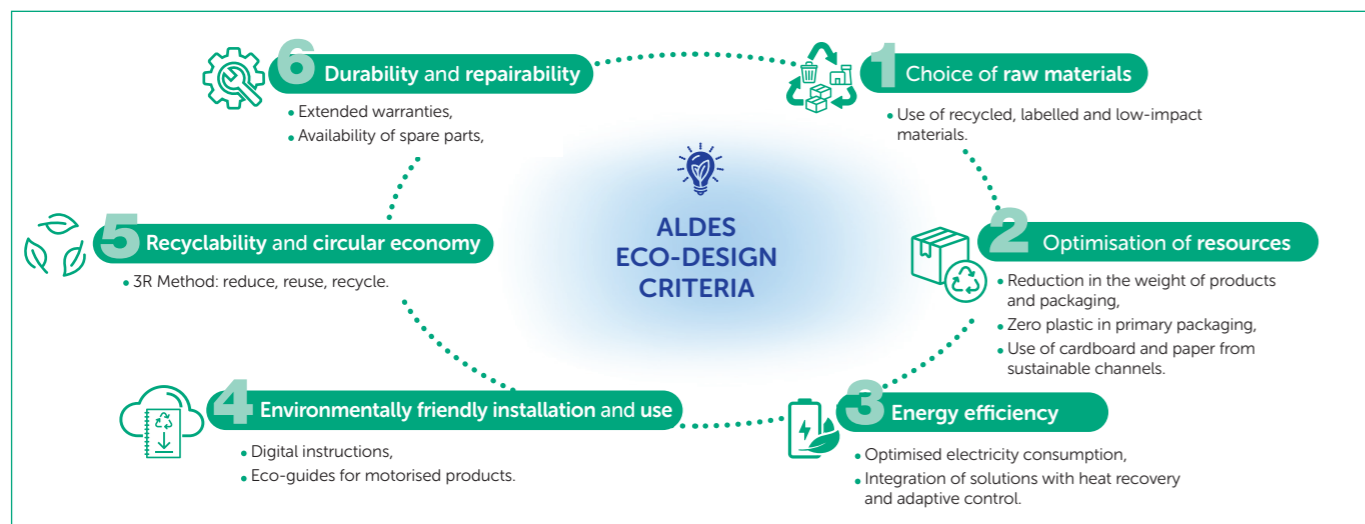 ALDES
ECO-DESIGN
CRITERIA
1 Choice of raw materials
• Use of recycled, labelled and low-impact
materials.
2 Optimisation of resources
• Reduction in the weight of products
and packaging,
• Zero plastic in primary packaging,
• Use of cardboard and paper from
sustainable channels.
3 Energy efficiency
• Optimised electricity consumption,
• Integration of solutions with heat recovery
and adaptive control.
4 Environmentally friendly installation and use
• Digital instructions,
• Eco-guides for motorised products.
5 Recyclability and circular economy
• 3R Method: reduce, reuse, recycle.
6 Durability and repairability
• Extended warranties,
• Availability of spare parts,